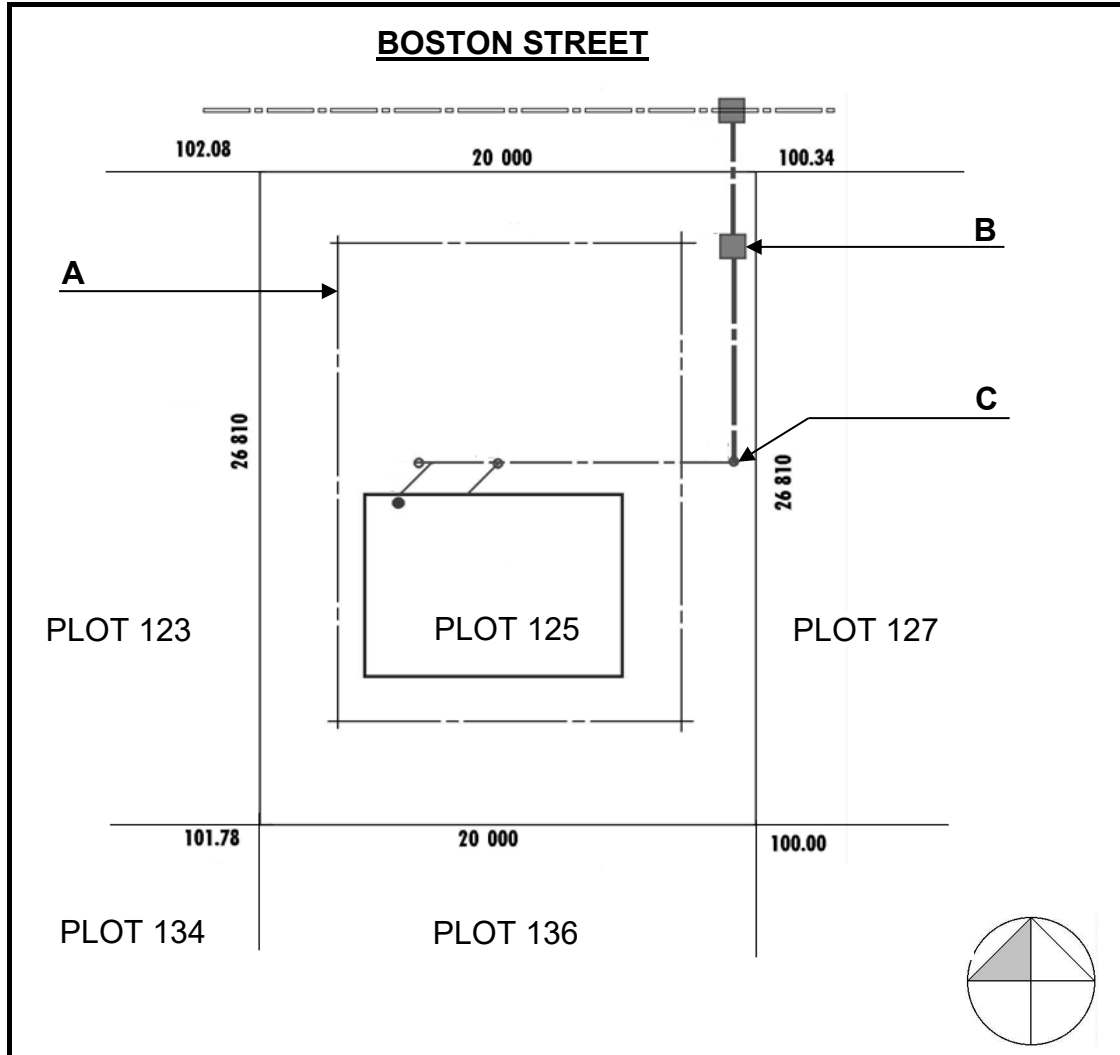 BOSTON STREET
102.08
20 000
100.34
B
A
C
26 810
26 810
PLOT 123
PLOT 125
PLOT 127
101.78
20 000
100.00
PLOT 134
PLOT 136